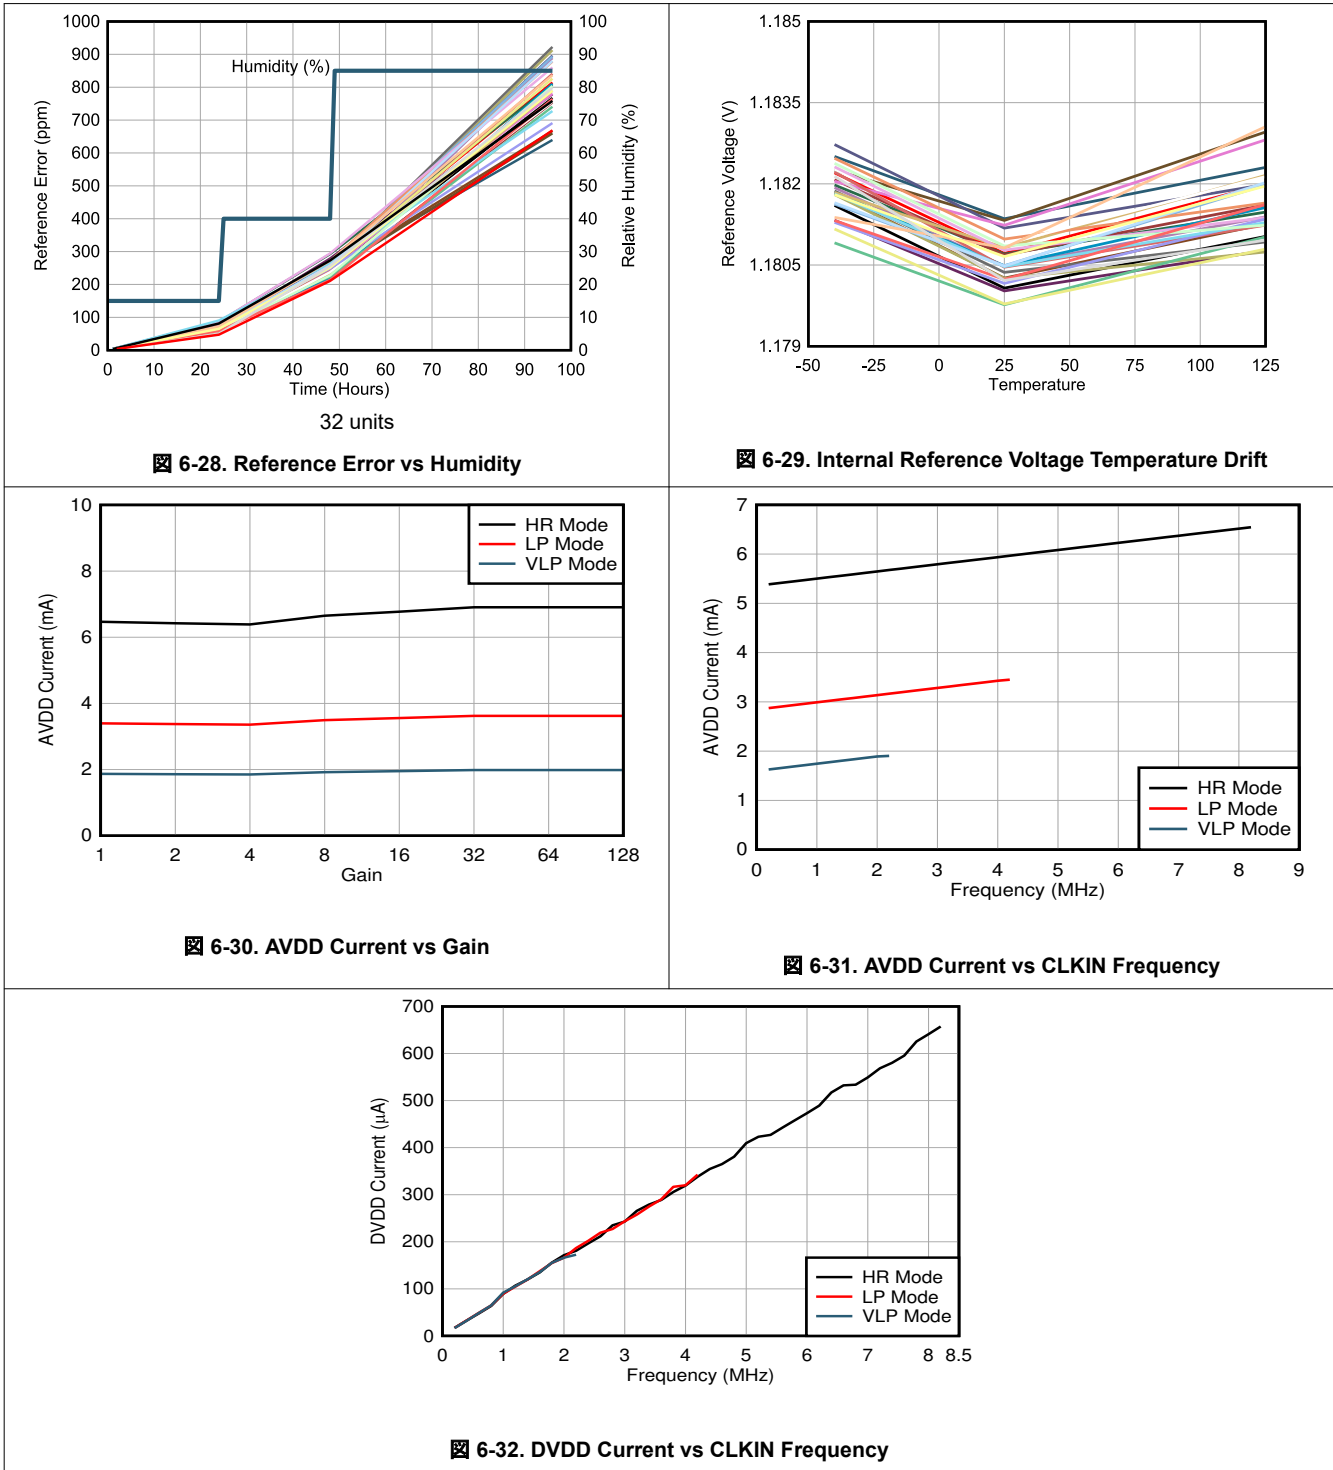 1000
900
800
700
600
500
400
300
200
100
0
Reference Error (ppm)
100
90
80
70
60
50
40
30
20
10
0
Relative Humidity (%)
Humidity (%)
0 10 20 30 40 50 60 70 80 90 100
Time (Hours)
32 units
図 6-28. Reference Error vs Humidity
1.185
1.1835
1.182
1.1805
1.179
Reference Voltage (V)
-50 -25 0 25 50 75 100 125
Temperature
図 6-29. Internal Reference Voltage Temperature Drift
10
8
6
4
2
0
AVDD Current (mA)
HR Mode
LP Mode
VLP Mode
1 2 4 8 16 32 64 128
Gain
図 6-30. AVDD Current vs Gain
7
6
5
4
3
2
1
0
AVDD Current (mA)
HR Mode
LP Mode
VLP Mode
0 1 2 3 4 5 6 7 8 9
Frequency (MHz)
図 6-31. AVDD Current vs CLKIN Frequency
700
600
500
400
300
200
100
0
DVDD Current (μA)
HR Mode
LP Mode
VLP Mode
0 1 2 3 4 5 6 7 8 8.5
Frequency (MHz)
図 6-32. DVDD Current vs CLKIN Frequency